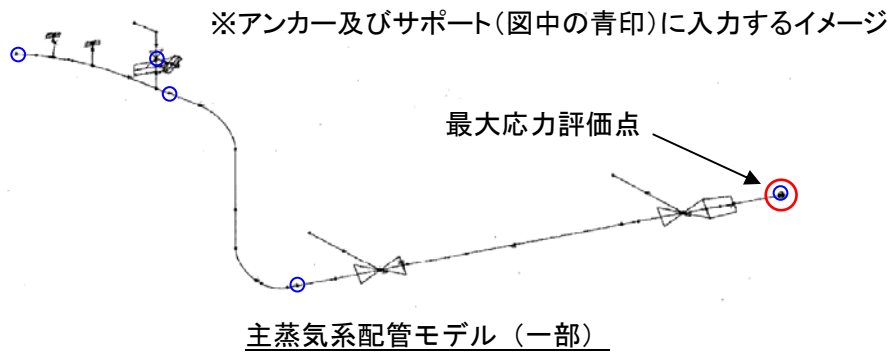 ※アンカー及びサポート(図中の青印)に入力するイメージ
最大応力評価点
主蒸気系配管モデル (一部)